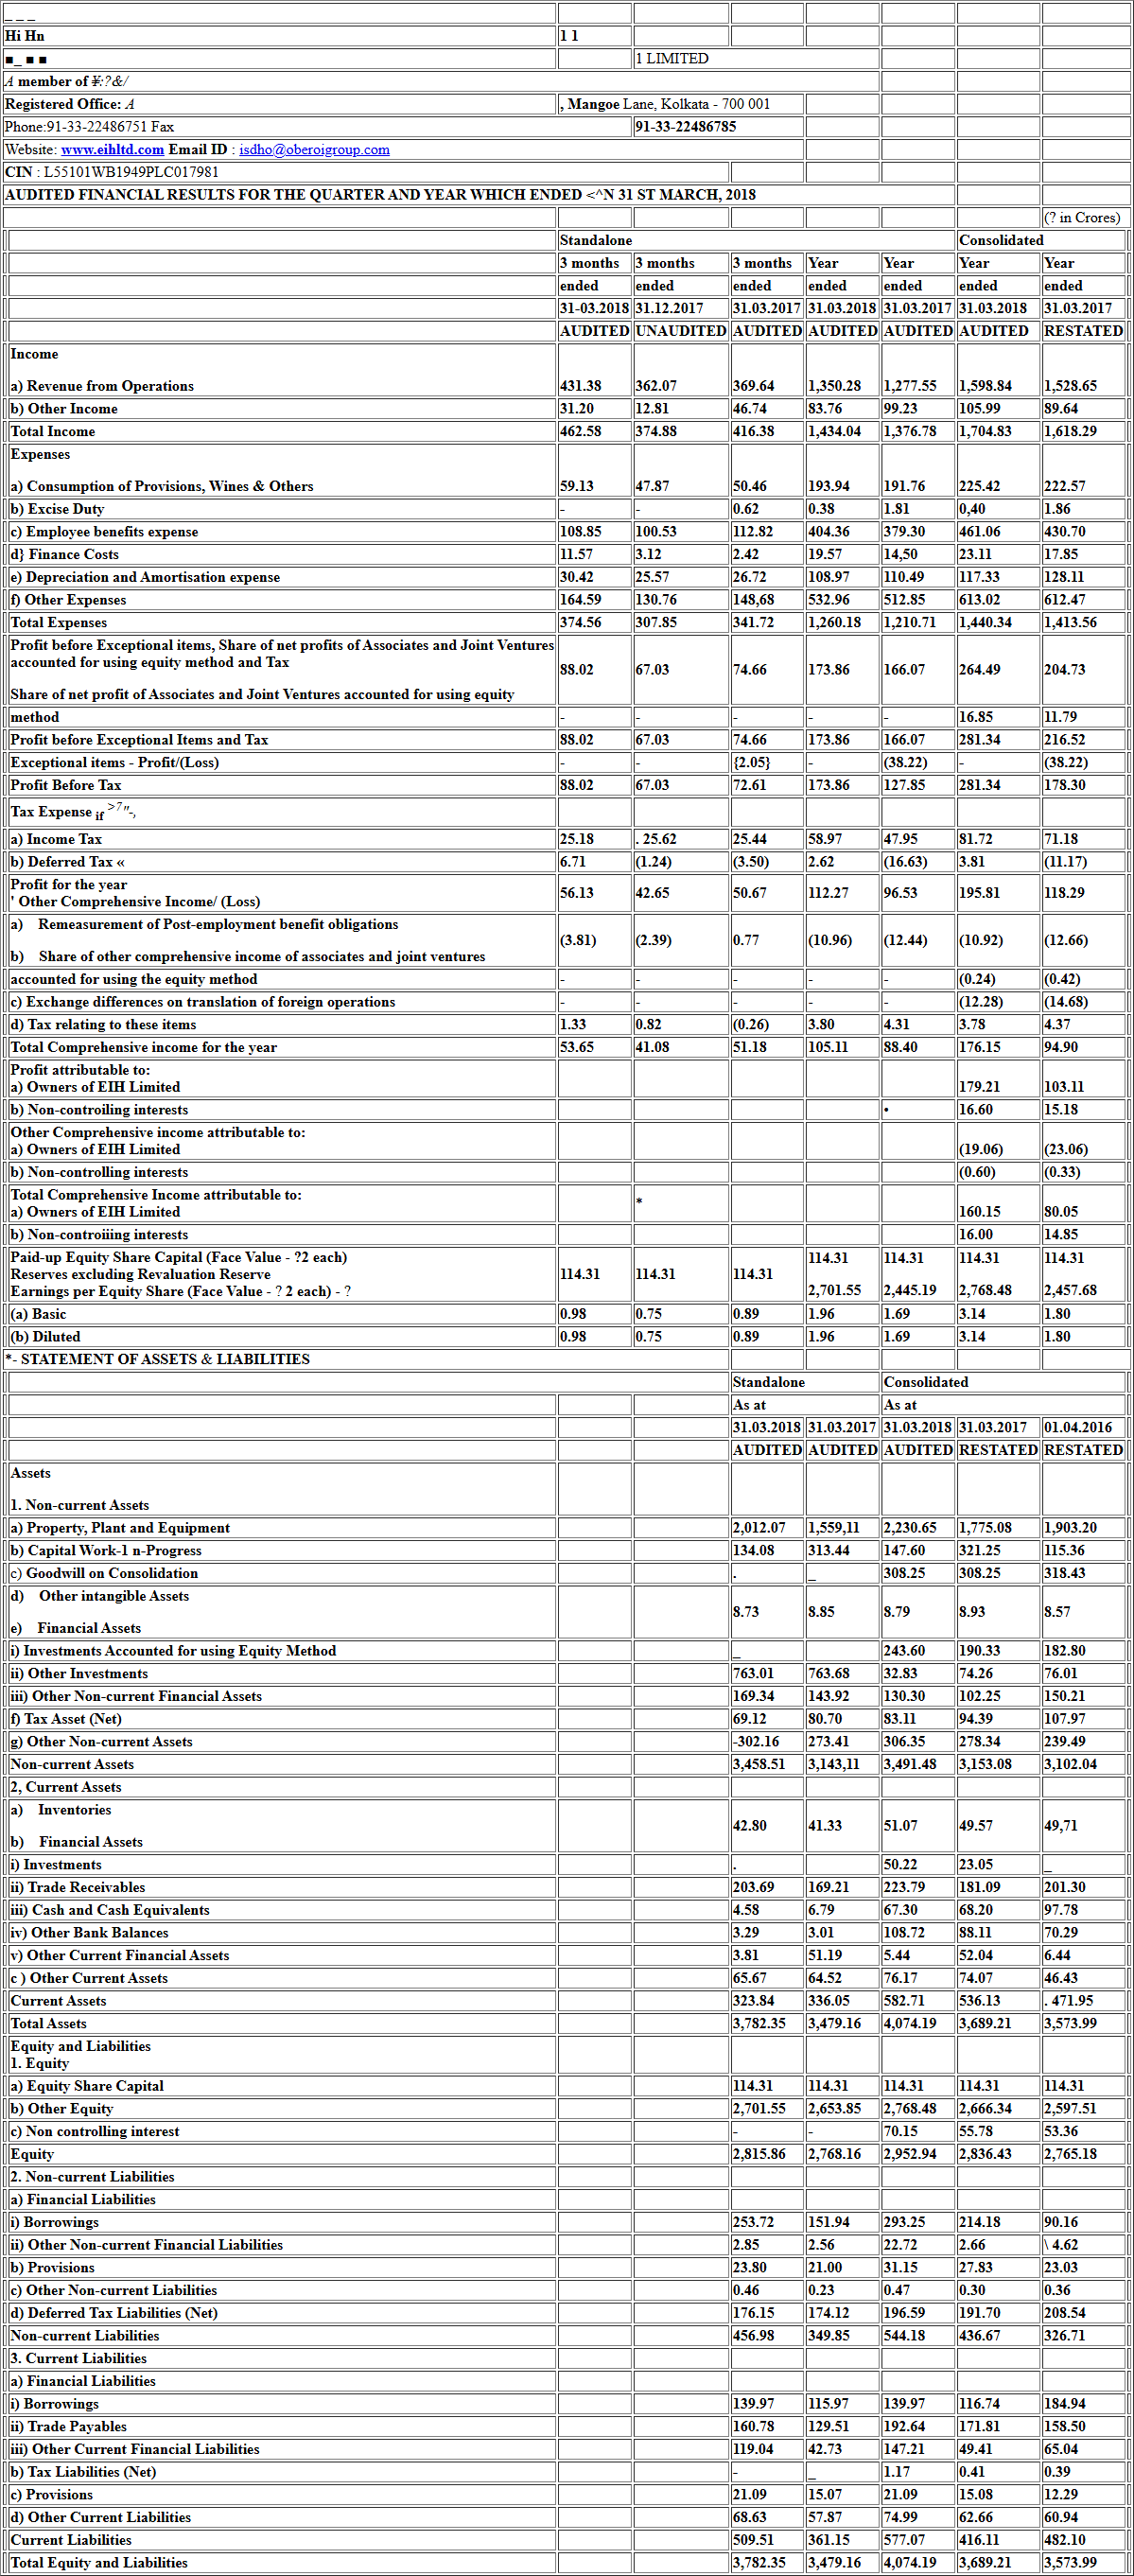 _ _ _
Hi Hn 1 1
■_ ■ ■ 1 LIMITED
A member of ¥:?&/
Registered Office: A , Mangoe Lane, Kolkata - 700 001
Phone:91-33-22486751 Fax 91-33-22486785
Website: www.eihltd.com Email ID : isdho@oberoigroup.com
CIN : L55101WB1949PLC017981
AUDITED FINANCIAL RESULTS FOR THE QUARTER AND YEAR WHICH ENDED <^N 31 ST MARCH, 2018
(? in Crores)
Standalone Consolidated
3 months 3 months 3 months Year Year Year Year
ended ended ended ended ended ended ended
31-03.2018 31.12.2017 31.03.2017 31.03.2018 31.03.2017 31.03.2018 31.03.2017
AUDITED UNAUDITED AUDITED AUDITED AUDITED AUDITED RESTATED
Income
a) Revenue from Operations 431.38 362.07 369.64 1,350.28 1,277.55 1,598.84 1,528.65
b) Other Income 31.20 12.81 46.74 83.76 99.23 105.99 89.64
Total Income 462.58 374.88 416.38 1,434.04 1,376.78 1,704.83 1,618.29
Expenses
a) Consumption of Provisions, Wines & Others 59.13 47.87 50.46 193.94 191.76 225.42 222.57
b) Excise Duty - - 0.62 0.38 1.81 0,40 1.86
c) Employee benefits expense 108.85 100.53 112.82 404.36 379.30 461.06 430.70
d} Finance Costs 11.57 3.12 2.42 19.57 14,50 23.11 17.85
e) Depreciation and Amortisation expense 30.42 25.57 26.72 108.97 110.49 117.33 128.11
f) Other Expenses 164.59 130.76 148,68 532.96 512.85 613.02 612.47
Total Expenses 374.56 307.85 341.72 1,260.18 1,210.71 1,440.34 1,413.56
Profit before Exceptional items, Share of net profits of Associates and Joint Ventures
accounted for using equity method and Tax 88.02 67.03 74.66 173.86 166.07 264.49 204.73
Share of net profit of Associates and Joint Ventures accounted for using equity
method - - - - - 16.85 11.79
Profit before Exceptional Items and Tax 88.02 67.03 74.66 173.86 166.07 281.34 216.52
Exceptional items - Profit/(Loss) - - {2.05} - (38.22) - (38.22)
Profit Before Tax 88.02 67.03 72.61 173.86 127.85 281.34 178.30
Tax Expense if >7"-,
a) Income Tax 25.18 . 25.62 25.44 58.97 47.95 81.72 71.18
b) Deferred Tax « 6.71 (1.24) (3.50) 2.62 (16.63) 3.81 (11.17)
Profit for the year 56.13 42.65 50.67 112.27 96.53 195.81 118.29
' Other Comprehensive Income/ (Loss)
a) Remeasurement of Post-employment benefit obligations (3.81) (2.39) 0.77 (10.96) (12.44) (10.92) (12.66)
b) Share of other comprehensive income of associates and joint ventures
accounted for using the equity method - - - - - (0.24) (0.42)
c) Exchange differences on translation of foreign operations - - - - - (12.28) (14.68)
d) Tax relating to these items 1.33 0.82 (0.26) 3.80 4.31 3.78 4.37
Total Comprehensive income for the year 53.65 41.08 51.18 105.11 88.40 176.15 94.90
Profit attributable to:
a) Owners of EIH Limited 179.21 103.11
b) Non-controiling interests • 16.60 15.18
Other Comprehensive income attributable to:
a) Owners of EIH Limited (19.06) (23.06)
b) Non-controlling interests (0.60) (0.33)
Total Comprehensive Income attributable to: *
a) Owners of EIH Limited 160.15 80.05
b) Non-controiiing interests 16.00 14.85
Paid-up Equity Share Capital (Face Value - ?2 each) 114.31 114.31 114.31 114.31 114.31 114.31 114.31
Reserves excluding Revaluation Reserve
Earnings per Equity Share (Face Value - ? 2 each) - ? 2,701.55 2,445.19 2,768.48 2,457.68
(a) Basic 0.98 0.75 0.89 1.96 1.69 3.14 1.80
(b) Diluted 0.98 0.75 0.89 1.96 1.69 3.14 1.80
*- STATEMENT OF ASSETS & LIABILITIES
Standalone Consolidated
As at As at
31.03.2018 31.03.2017 31.03.2018 31.03.2017 01.04.2016
AUDITED AUDITED AUDITED RESTATED RESTATED
Assets
1. Non-current Assets
a) Property, Plant and Equipment 2,012.07 1,559,11 2,230.65 1,775.08 1,903.20
b) Capital Work-1 n-Progress 134.08 313.44 147.60 321.25 115.36
c) Goodwill on Consolidation . _ 308.25 308.25 318.43
d) Other intangible Assets 8.73 8.85 8.79 8.93 8.57
e) Financial Assets
i) Investments Accounted for using Equity Method _ 243.60 190.33 182.80
ii) Other Investments 763.01 763.68 32.83 74.26 76.01
iii) Other Non-current Financial Assets 169.34 143.92 130.30 102.25 150.21
f) Tax Asset (Net) 69.12 80.70 83.11 94.39 107.97
g) Other Non-current Assets -302.16 273.41 306.35 278.34 239.49
Non-current Assets 3,458.51 3,143,11 3,491.48 3,153.08 3,102.04
2, Current Assets
a) Inventories 42.80 41.33 51.07 49.57 49,71
b) Financial Assets
i) Investments . 50.22 23.05 _
ii) Trade Receivables 203.69 169.21 223.79 181.09 201.30
iii) Cash and Cash Equivalents 4.58 6.79 67.30 68.20 97.78
iv) Other Bank Balances 3.29 3.01 108.72 88.11 70.29
v) Other Current Financial Assets 3.81 51.19 5.44 52.04 6.44
c ) Other Current Assets 65.67 64.52 76.17 74.07 46.43
Current Assets 323.84 336.05 582.71 536.13 . 471.95
Total Assets 3,782.35 3,479.16 4,074.19 3,689.21 3,573.99
Equity and Liabilities
1. Equity
a) Equity Share Capital 114.31 114.31 114.31 114.31 114.31
b) Other Equity 2,701.55 2,653.85 2,768.48 2,666.34 2,597.51
c) Non controlling interest - - 70.15 55.78 53.36
Equity 2,815.86 2,768.16 2,952.94 2,836.43 2,765.18
2. Non-current Liabilities
a) Financial Liabilities
i) Borrowings 253.72 151.94 293.25 214.18 90.16
ii) Other Non-current Financial Liabilities 2.85 2.56 22.72 2.66 \ 4.62
b) Provisions 23.80 21.00 31.15 27.83 23.03
c) Other Non-current Liabilities 0.46 0.23 0.47 0.30 0.36
d) Deferred Tax Liabilities (Net) 176.15 174.12 196.59 191.70 208.54
Non-current Liabilities 456.98 349.85 544.18 436.67 326.71
3. Current Liabilities
a) Financial Liabilities
i) Borrowings 139.97 115.97 139.97 116.74 184.94
ii) Trade Payables 160.78 129.51 192.64 171.81 158.50
iii) Other Current Financial Liabilities 119.04 42.73 147.21 49.41 65.04
b) Tax Liabilities (Net) - _ 1.17 0.41 0.39
c) Provisions 21.09 15.07 21.09 15.08 12.29
d) Other Current Liabilities 68.63 57.87 74.99 62.66 60.94
Current Liabilities 509.51 361.15 577.07 416.11 482.10
Total Equity and Liabilities 3,782.35 3,479.16 4,074.19 3,689.21 3,573.99